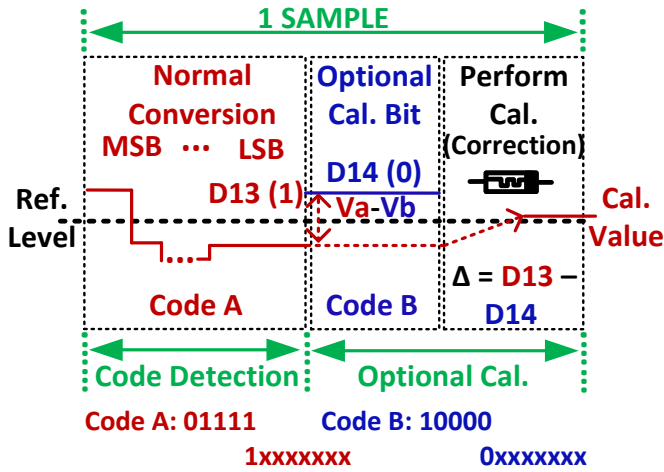 1 SAMPLE
Normal
Conversion
MSB ... LSB
Optional
Cal. Bit
Perform
Cal.
(Correction)
D13 (1)
D14 (0)
Va-Vb
Ref.
Level
Cal.
Value
...
Code A
Code B
Δ = D13 –
D14
Code Detection
Optional Cal.
Code A: 01111
1xxxxxxx
Code B: 10000
0xxxxxxx